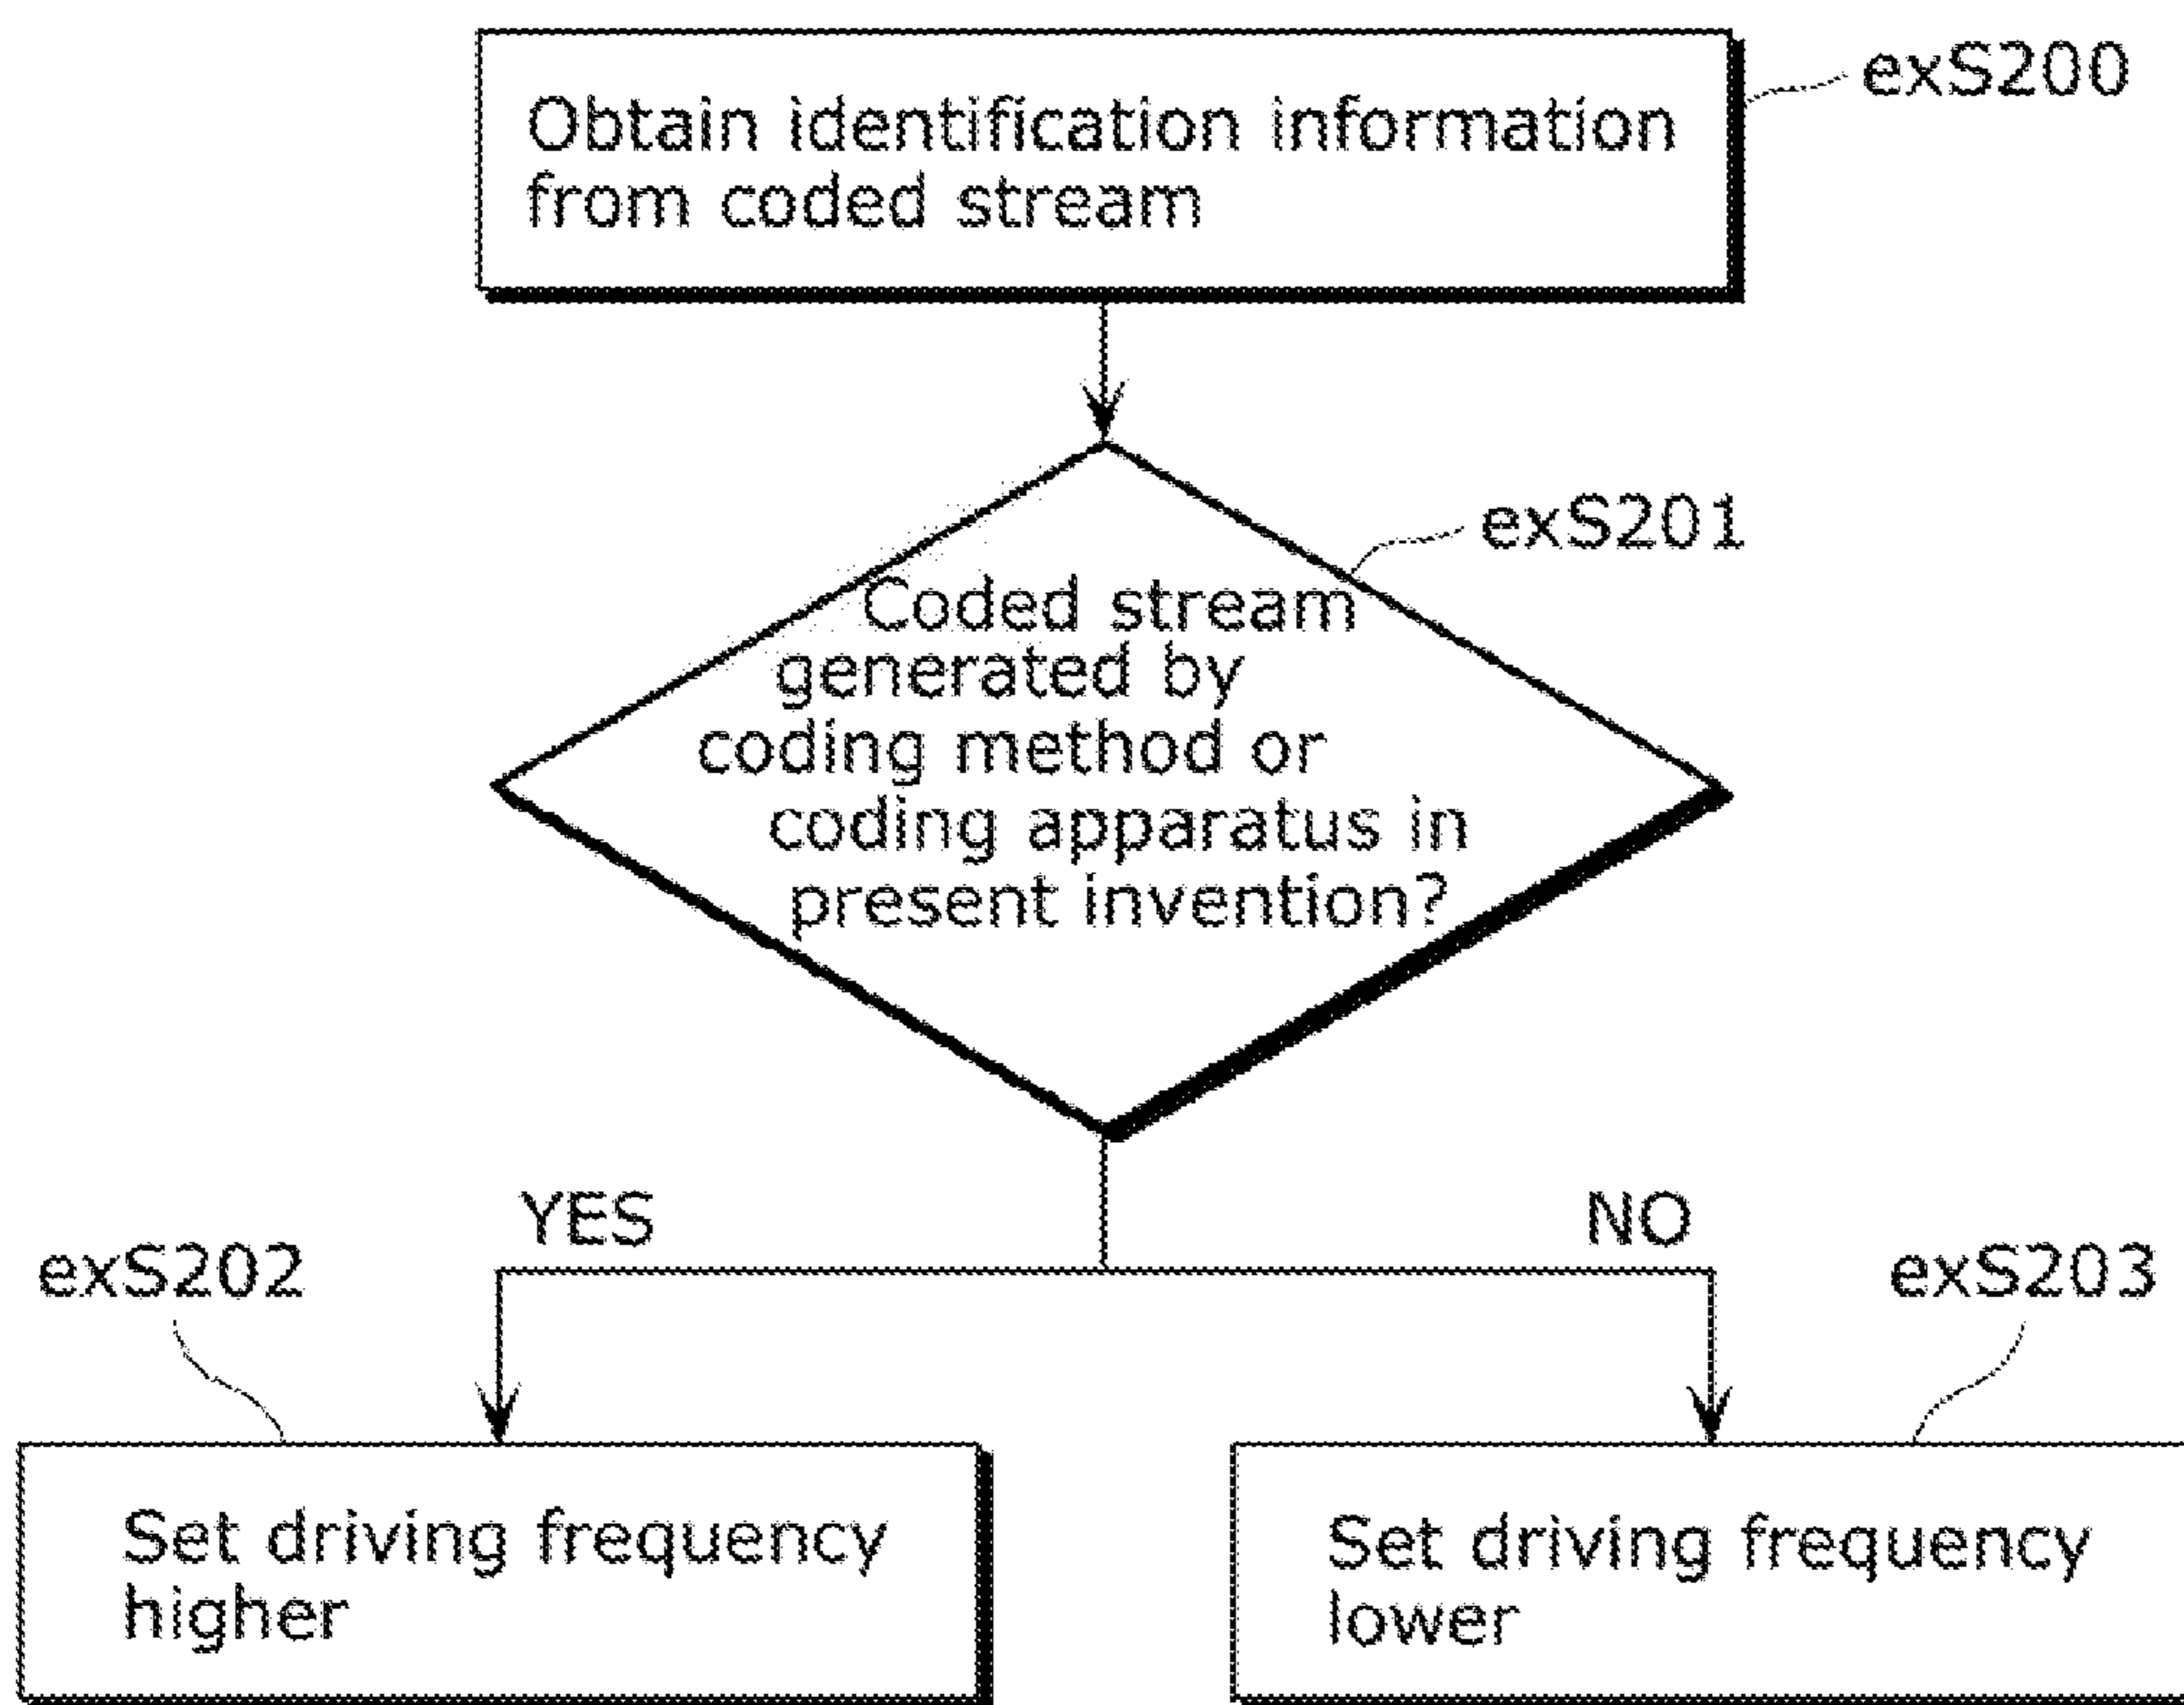 exS200
Obtain identification information
from coded stream
exS201
Coded stream
generated by
coding method or
coding apparatus in
present invention?
YES
NO
exS202
exS203
Set driving frequency
higher
Set driving frequency
lower